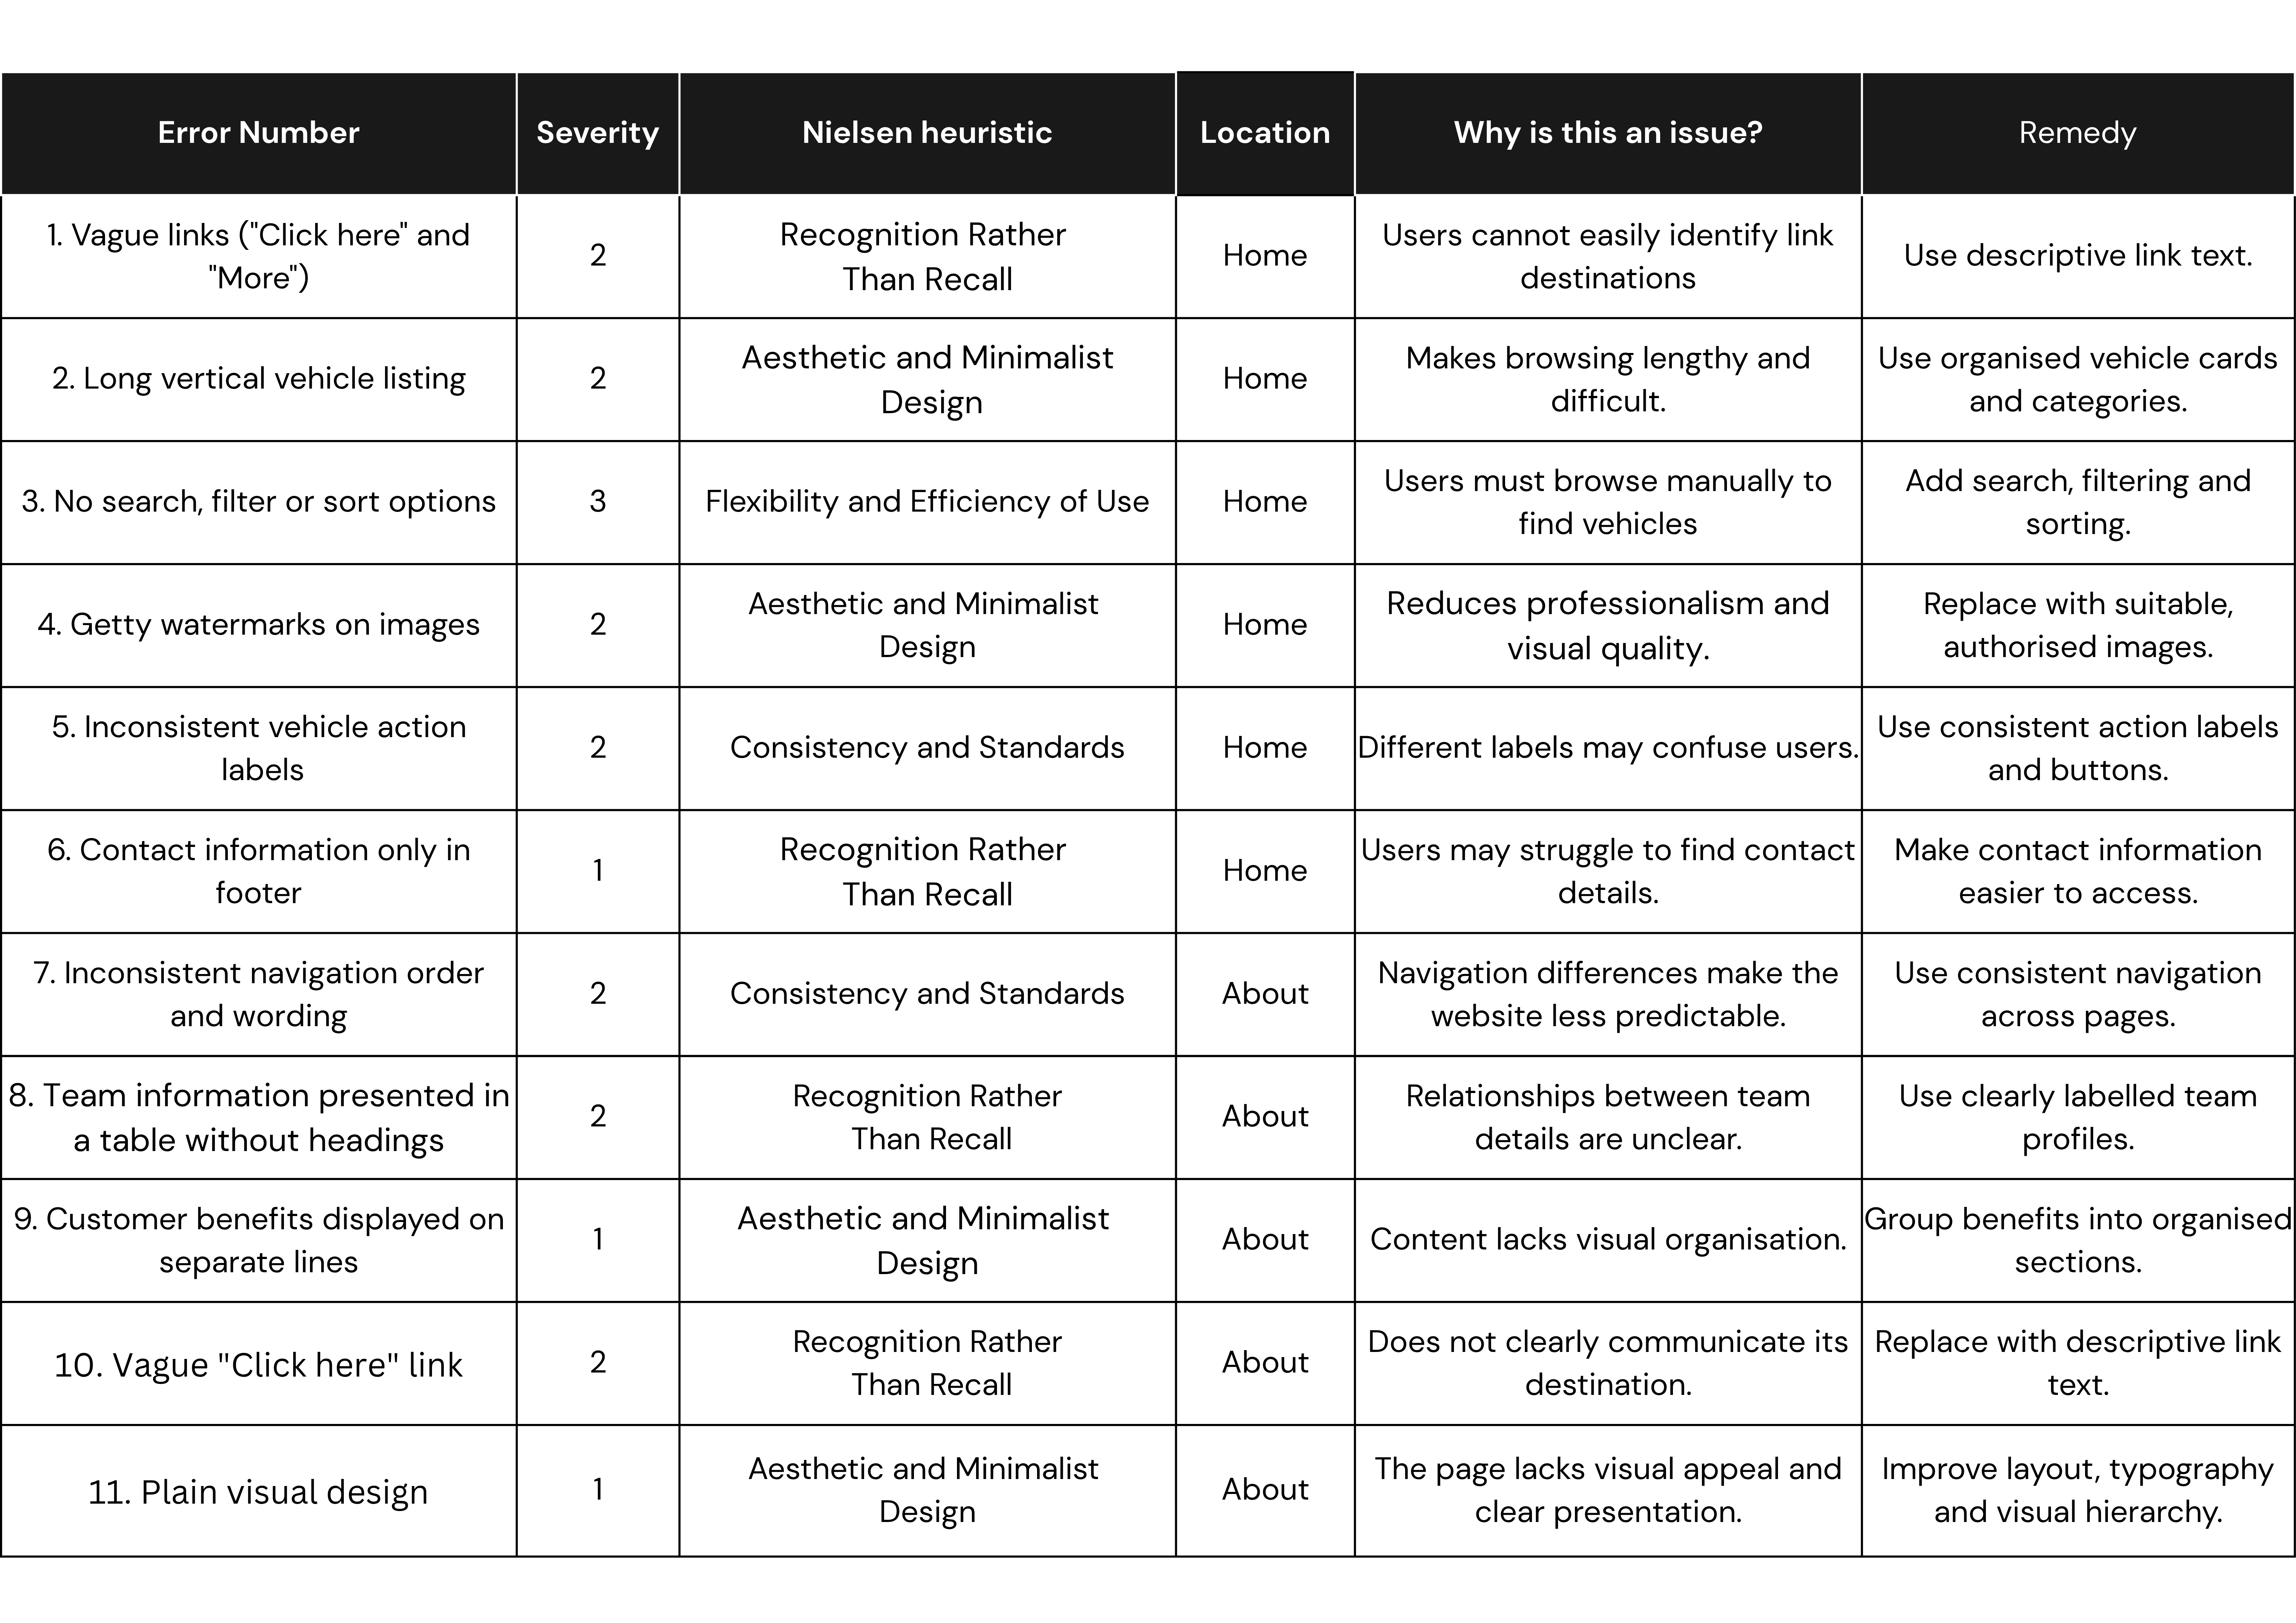 Error Number Severity Nielsen heuristic Location Why is this an issue? Remedy
1. Vague links ("Click here" and
"More")
2
Recognition Rather
Than Recall
Home
Users cannot easily identify link
destinations
Use descriptive link text.
2. Long vertical vehicle listing
2
Aesthetic and Minimalist
Design
Home
Makes browsing lengthy and
difficult.
Use organised vehicle cards
and categories.
3. No search, filter or sort options
3
Flexibility and Efficiency of Use
Home
Users must browse manually to
find vehicles
Add search, filtering and
sorting.
4. Getty watermarks on images
2
Aesthetic and Minimalist
Design
Home
Reduces professionalism and
visual quality.
Replace with suitable,
authorised images.
5. Inconsistent vehicle action
labels
2
Consistency and Standards
Home
Different labels may confuse users.
Use consistent action labels
and buttons.
6. Contact information only in
footer
1
Recognition Rather
Than Recall
Home
Users may struggle to find contact
details.
Make contact information
easier to access.
7. Inconsistent navigation order
and wording
2
Consistency and Standards
About
Navigation differences make the
website less predictable.
Use consistent navigation
across pages.
8. Team information presented in
a table without headings
2
Recognition Rather
Than Recall
About
Relationships between team
details are unclear.
Use clearly labelled team
profiles.
9. Customer benefits displayed on
separate lines
1
Aesthetic and Minimalist
Design
About
Content lacks visual organisation.
Group benefits into organised
sections.
10. Vague "Click here" link
2
Recognition Rather
Than Recall
About
Does not clearly communicate its
destination.
Replace with descriptive link
text.
11. Plain visual design
1
Aesthetic and Minimalist
Design
About
The page lacks visual appeal and
clear presentation.
Improve layout, typography
and visual hierarchy.